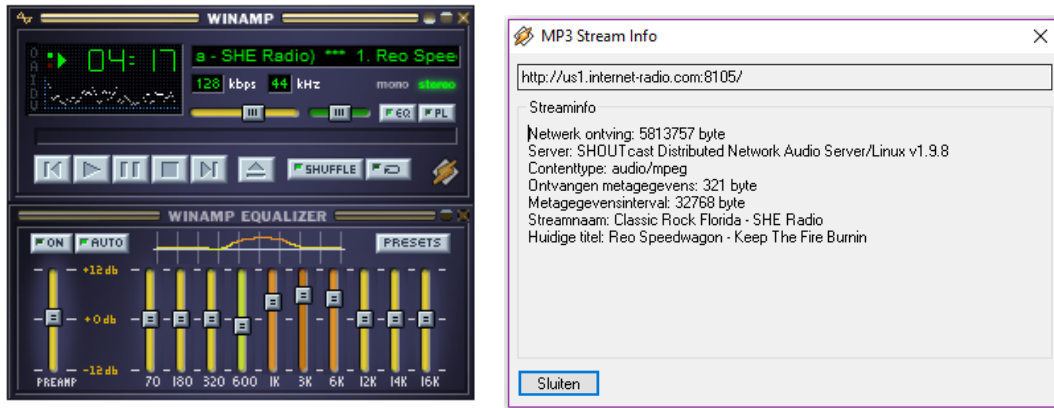 WINAMP
O A I D V
04:17
a - SHE Radio) *** 1. Reo Spee
128 kbps 44 kHz mono stereo
EQ PL
SHUFFLE
WINAMP EQUALIZER
ON AUTO PRESETS
+12 db
+0 db
-12 db
PREAMP 70 180 320 600 1K 3K 6K 12K 14K 16K
MP3 Stream Info
http://us1.internet-radio.com:8105/
Streaminfo
Netwerk ontving: 5813757 byte
Server: SHOUTcast Distributed Network Audio Server/Linux v1.9.8
Contenttype: audio/mpeg
Ontvangen metagegevens: 321 byte
Metagegevensinterval: 32768 byte
Streamnaam: Classic Rock Florida - SHE Radio
Huidige titel: Reo Speedwagon - Keep The Fire Burnin
Sluiten